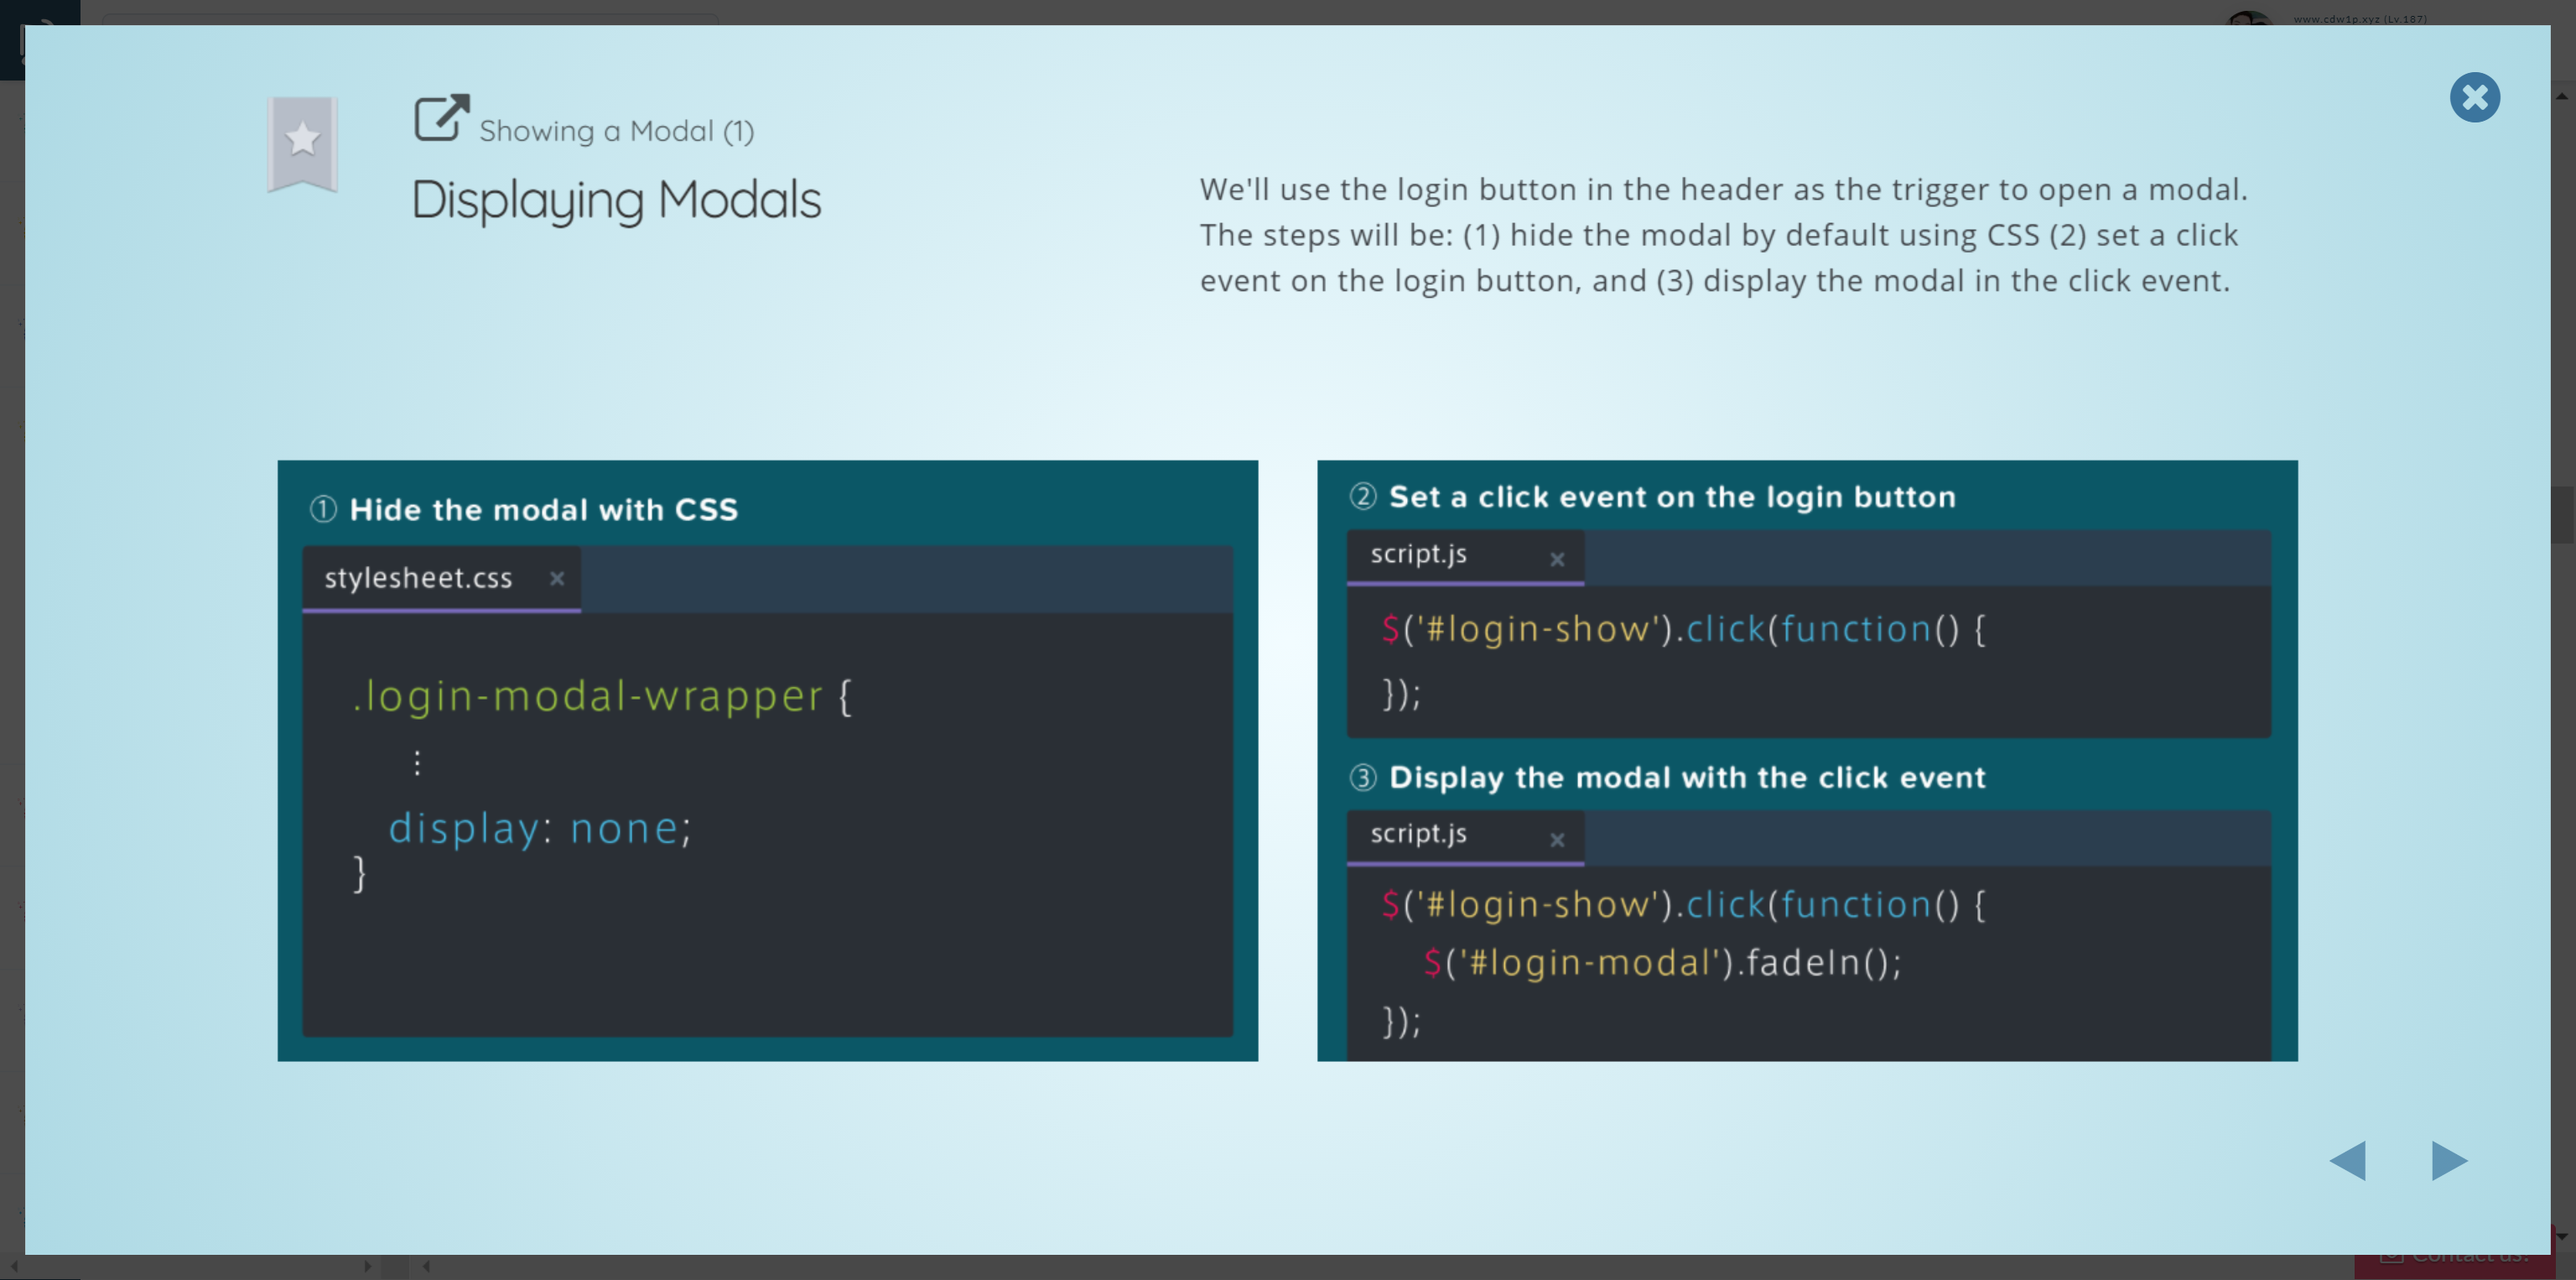 www.cdw1p.xyz (Lv.187)
Showing a Modal (1)
Displaying Modals
We'll use the login button in the header as the trigger to open a modal.
The steps will be: (1) hide the modal by default using CSS (2) set a click
event on the login button, and (3) display the modal in the click event.
① Hide the modal with CSS
stylesheet.css ×
.login-modal-wrapper {
⋮
display: none;
}
② Set a click event on the login button
script.js ×
$('#login-show').click(function() {
});
③ Display the modal with the click event
script.js ×
$('#login-show').click(function() {
$('#login-modal').fadeIn();
});
Contact us!